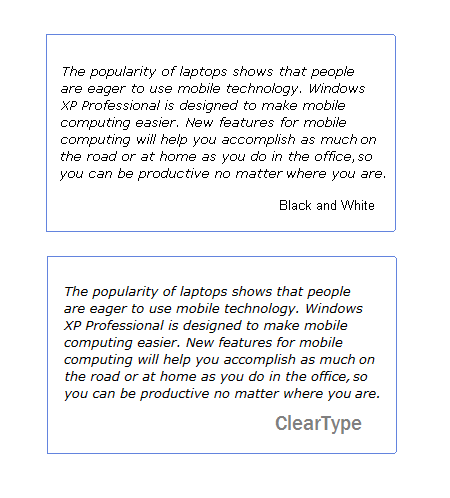 The popularity of laptops shows that people
are eager to use mobile technology. Windows
XP Professional is designed to make mobile
computing easier. New features for mobile
computing will help you accomplish as much on
the road or at home as you do in the office, so
you can be productive no matter where you are.
Black and White
The popularity of laptops shows that people
are eager to use mobile technology. Windows
XP Professional is designed to make mobile
computing easier. New features for mobile
computing will help you accomplish as much on
the road or at home as you do in the office, so
you can be productive no matter where you are.
ClearType